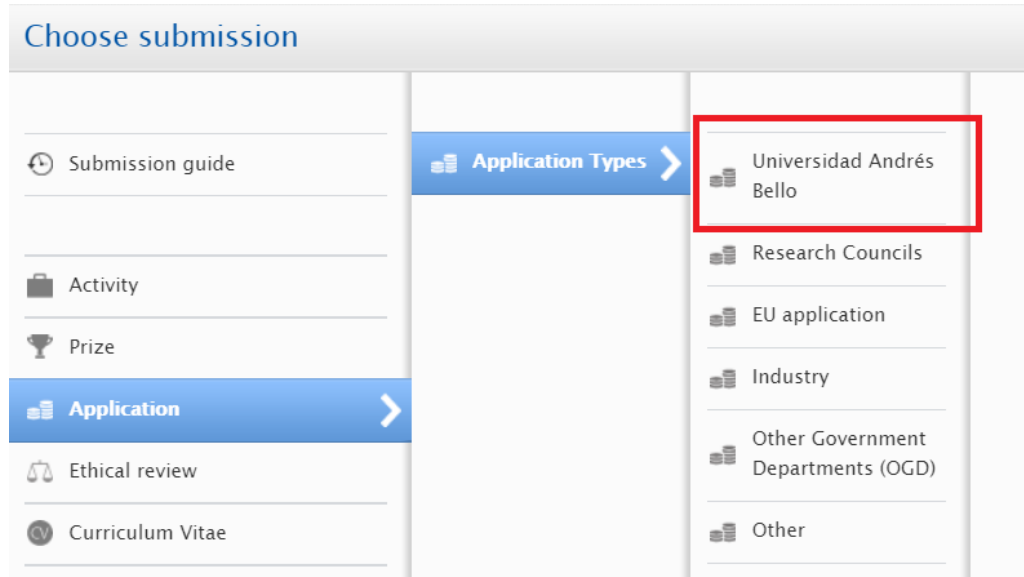 Choose submission
Submission guide
Activity
Prize
Application
Ethical review
CV
Curriculum Vitae
Application Types
Universidad Andrés
Bello
Research Councils
EU application
Industry
Other Government
Departments (OGD)
Other